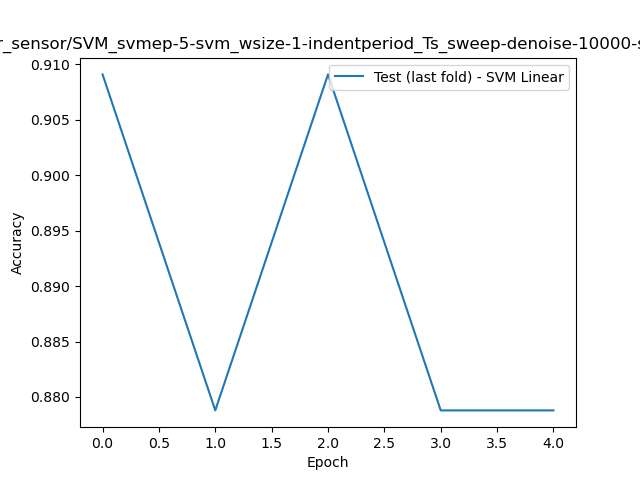 r_sensor/SVM_svmep-5-svm_wsize-1-indentperiod_Ts_sweep-denoise-10000-s
Test (last fold) - SVM Linear
0.910
0.905
0.900
0.895
0.890
0.885
0.880
Accuracy
0.0 0.5 1.0 1.5 2.0 2.5 3.0 3.5 4.0
Epoch